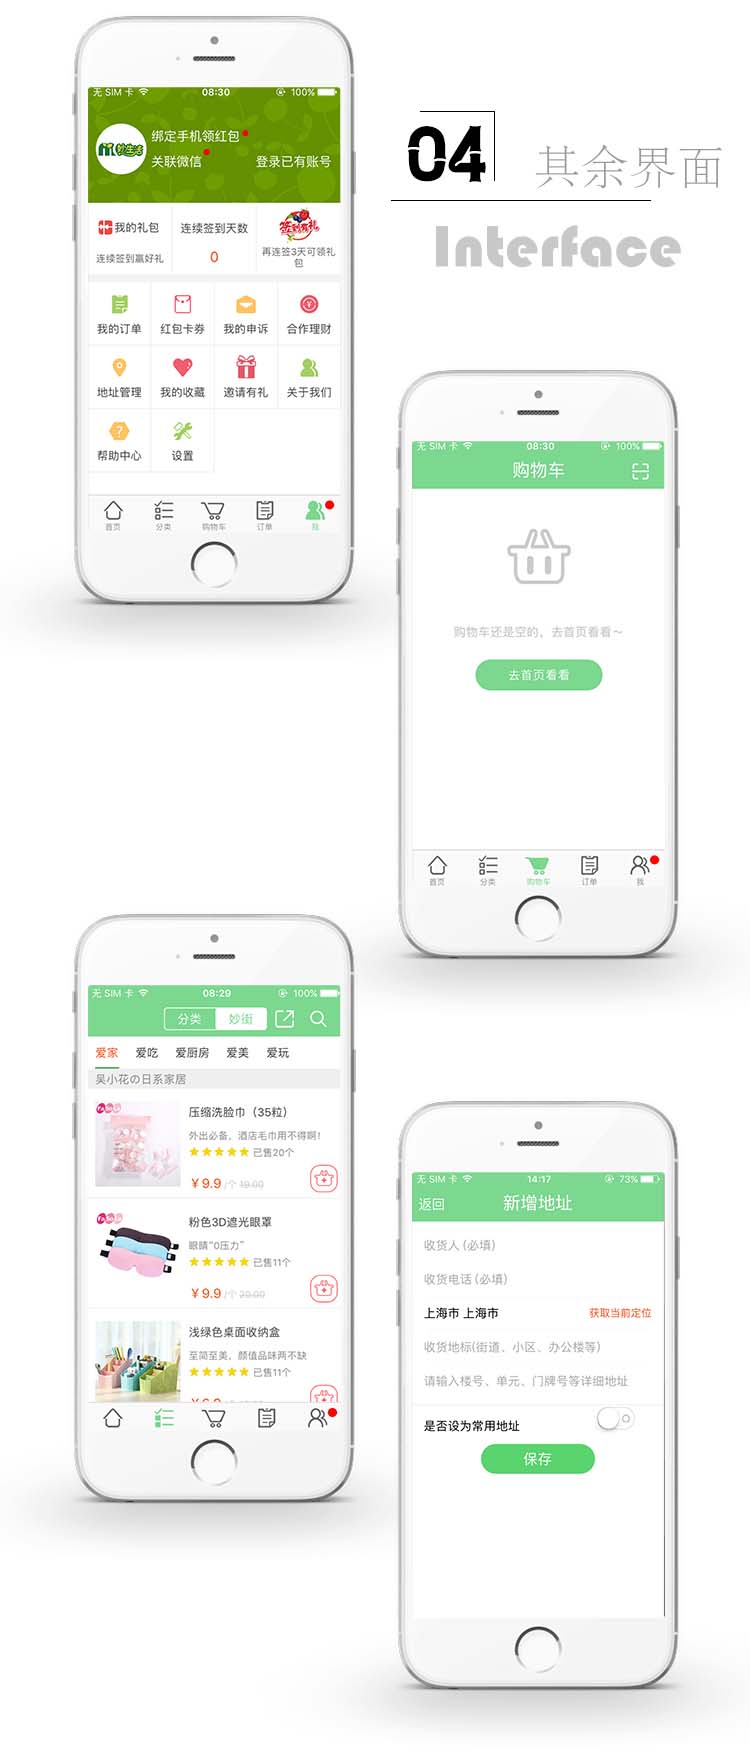 无 SIM 卡
08:30
100%
妙生活
绑定手机领红包
关联微信
登录已有账号
我的礼包
连续签到赢好礼
连续签到天数
0
签到有礼
再连签3天可领礼
包
我的订单
红包卡券
我的申诉
合作理财
地址管理
我的收藏
邀请有礼
关于我们
帮助中心
设置
首页
分类
购物车
订单
我
04
其余界面
Interface
无 SIM 卡
08:30
100%
购物车
购物车还是空的，去首页看看～
去首页看看
首页
分类
购物车
订单
我
无 SIM 卡
08:29
100%
分类
妙街
爱家
爱吃
爱厨房
爱美
爱玩
吴小花の日系家居
压缩洗脸巾（35粒）
外出必备，酒店毛巾用不得啊！
已售20个
￥9.9 /个 19.00
粉色3D遮光眼罩
眼睛“0压力”
已售11个
￥9.9 /个 29.00
浅绿色桌面收纳盒
至简至美，颜值品味两不缺
已售11个
无 SIM 卡
14:17
73%
返回
新增地址
收货人 (必填)
收货电话 (必填)
上海市 上海市
获取当前定位
收货地标(街道、小区、办公楼等)
请输入楼号、单元、门牌号等详细地址
是否设为常用地址
保存